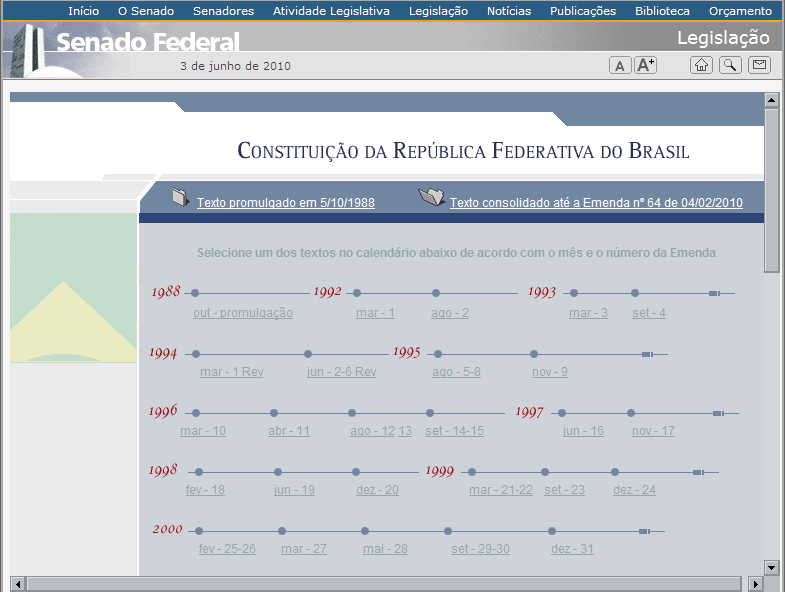 Início O Senado Senadores Atividade Legislativa Legislação Notícias Publicações Biblioteca Orçamento
Senado Federal
Legislação
3 de junho de 2010
A A+
CONSTITUIÇÃO DA REPÚBLICA FEDERATIVA DO BRASIL
Texto promulgado em 5/10/1988 Texto consolidado até a Emenda nº 64 de 04/02/2010
Selecione um dos textos no calendário abaixo de acordo com o mês e o número da Emenda
1988 1992 1993
out - promulgação mar - 1 ago - 2 mar - 3 set - 4
1994 1995
mar - 1 Rev jun - 2-6 Rev ago - 5-8 nov - 9
1996 1997
mar - 10 abr - 11 ago - 12 13 set - 14-15 jun - 16 nov - 17
1998 1999
fev - 18 jun - 19 dez - 20 mar - 21-22 set - 23 dez - 24
2000
fev - 25-26 mar - 27 mai - 28 set - 29-30 dez - 31